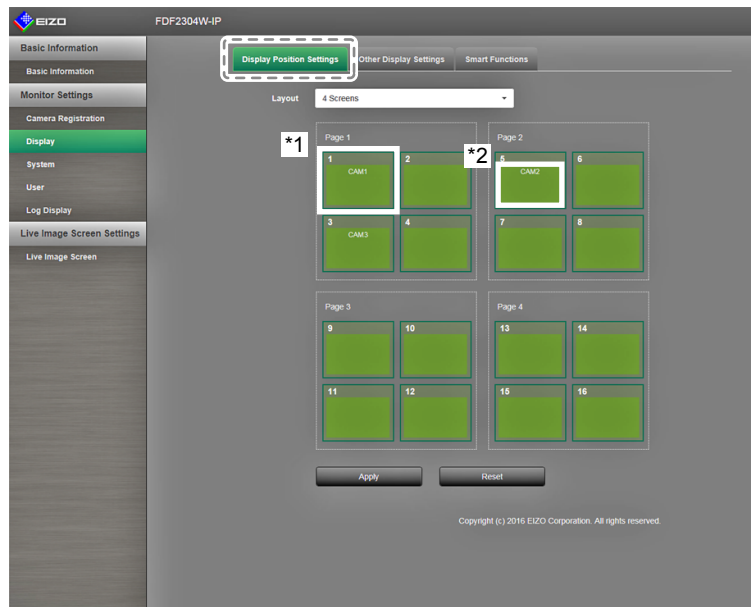 EIZO
FDF2304W-IP
Basic Information
Basic Information
Monitor Settings
Camera Registration
Display
System
User
Log Display
Live Image Screen Settings
Live Image Screen
Display Position Settings
Other Display Settings
Smart Functions
Layout
4 Screens
*1
*2
Page 1
1
CAM1
2
3
CAM3
4
Page 2
5
CAM2
6
7
8
Page 3
9
10
11
12
Page 4
13
14
15
16
Apply
Reset
Copyright (c) 2016 EIZO Corporation. All rights reserved.